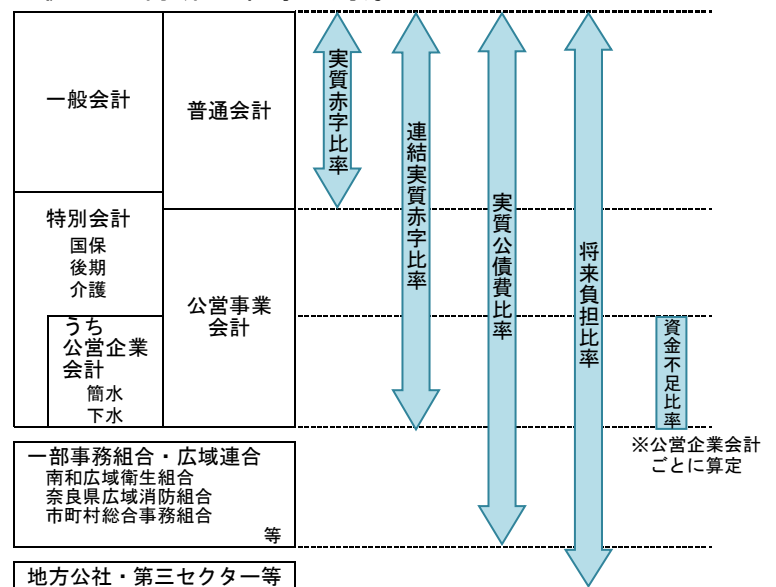 一般会計
普通会計
特別会計
国保
後期
介護
公営事業
会計
うち
公営企業
会計
簡水
下水
一部事務組合・広域連合
南和広域衛生組合
奈良県広域消防組合
市町村総合事務組合
等
地方公社・第三セクター等
実質赤字比率
連結実質赤字比率
実質公債費比率
将来負担比率
資金不足比率
※公営企業会計
ごとに算定